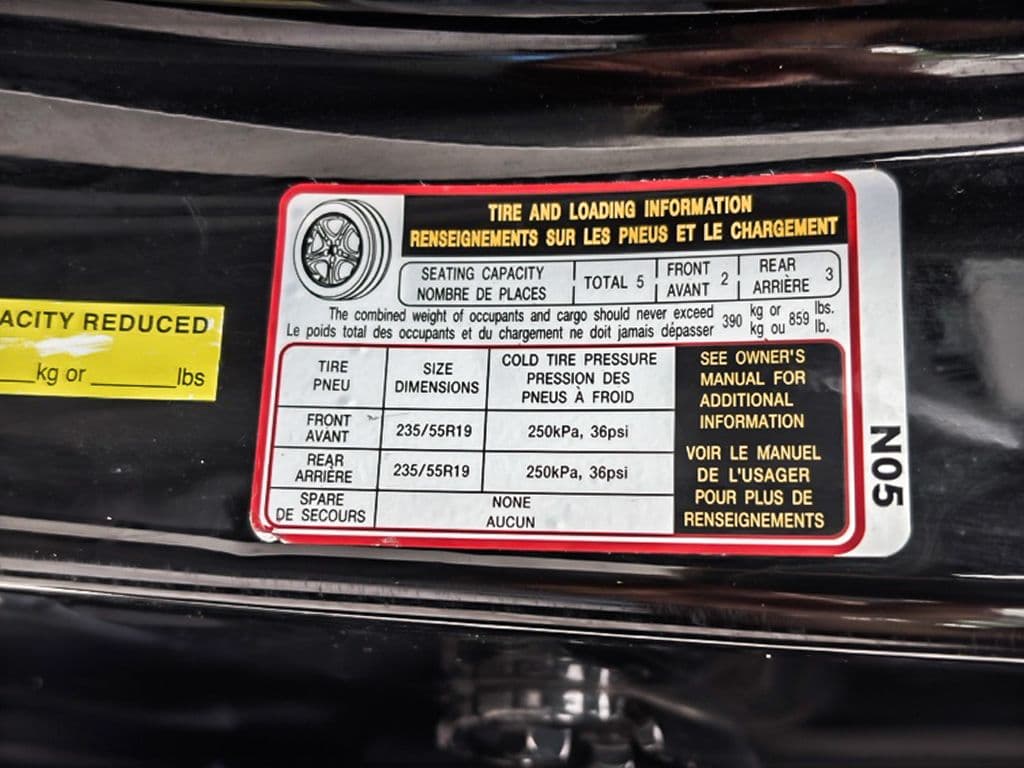 TIRE AND LOADING INFORMATION
RENSEIGNEMENTS SUR LES PNEUS ET LE CHARGEMENT
SEATING CAPACITY
NOMBRE DE PLACES
TOTAL 5
FRONT
AVANT 2
REAR
ARRIÈRE 3
The combined weight of occupants and cargo should never exceed 390 kg or 859 lbs.
Le poids total des occupants et du chargement ne doit jamais dépasser kg ou lb.
TIRE
PNEU
SIZE
DIMENSIONS
COLD TIRE PRESSURE
PRESSION DES
PNEUS À FROID
FRONT
AVANT
235/55R19
250kPa, 36psi
REAR
ARRIÈRE
235/55R19
250kPa, 36psi
SPARE
DE SECOURS
NONE
AUCUN
SEE OWNER'S
MANUAL FOR
ADDITIONAL
INFORMATION
VOIR LE MANUEL
DE L'USAGER
POUR PLUS DE
RENSEIGNEMENTS
N05
ACITY REDUCED
___kg or _______lbs